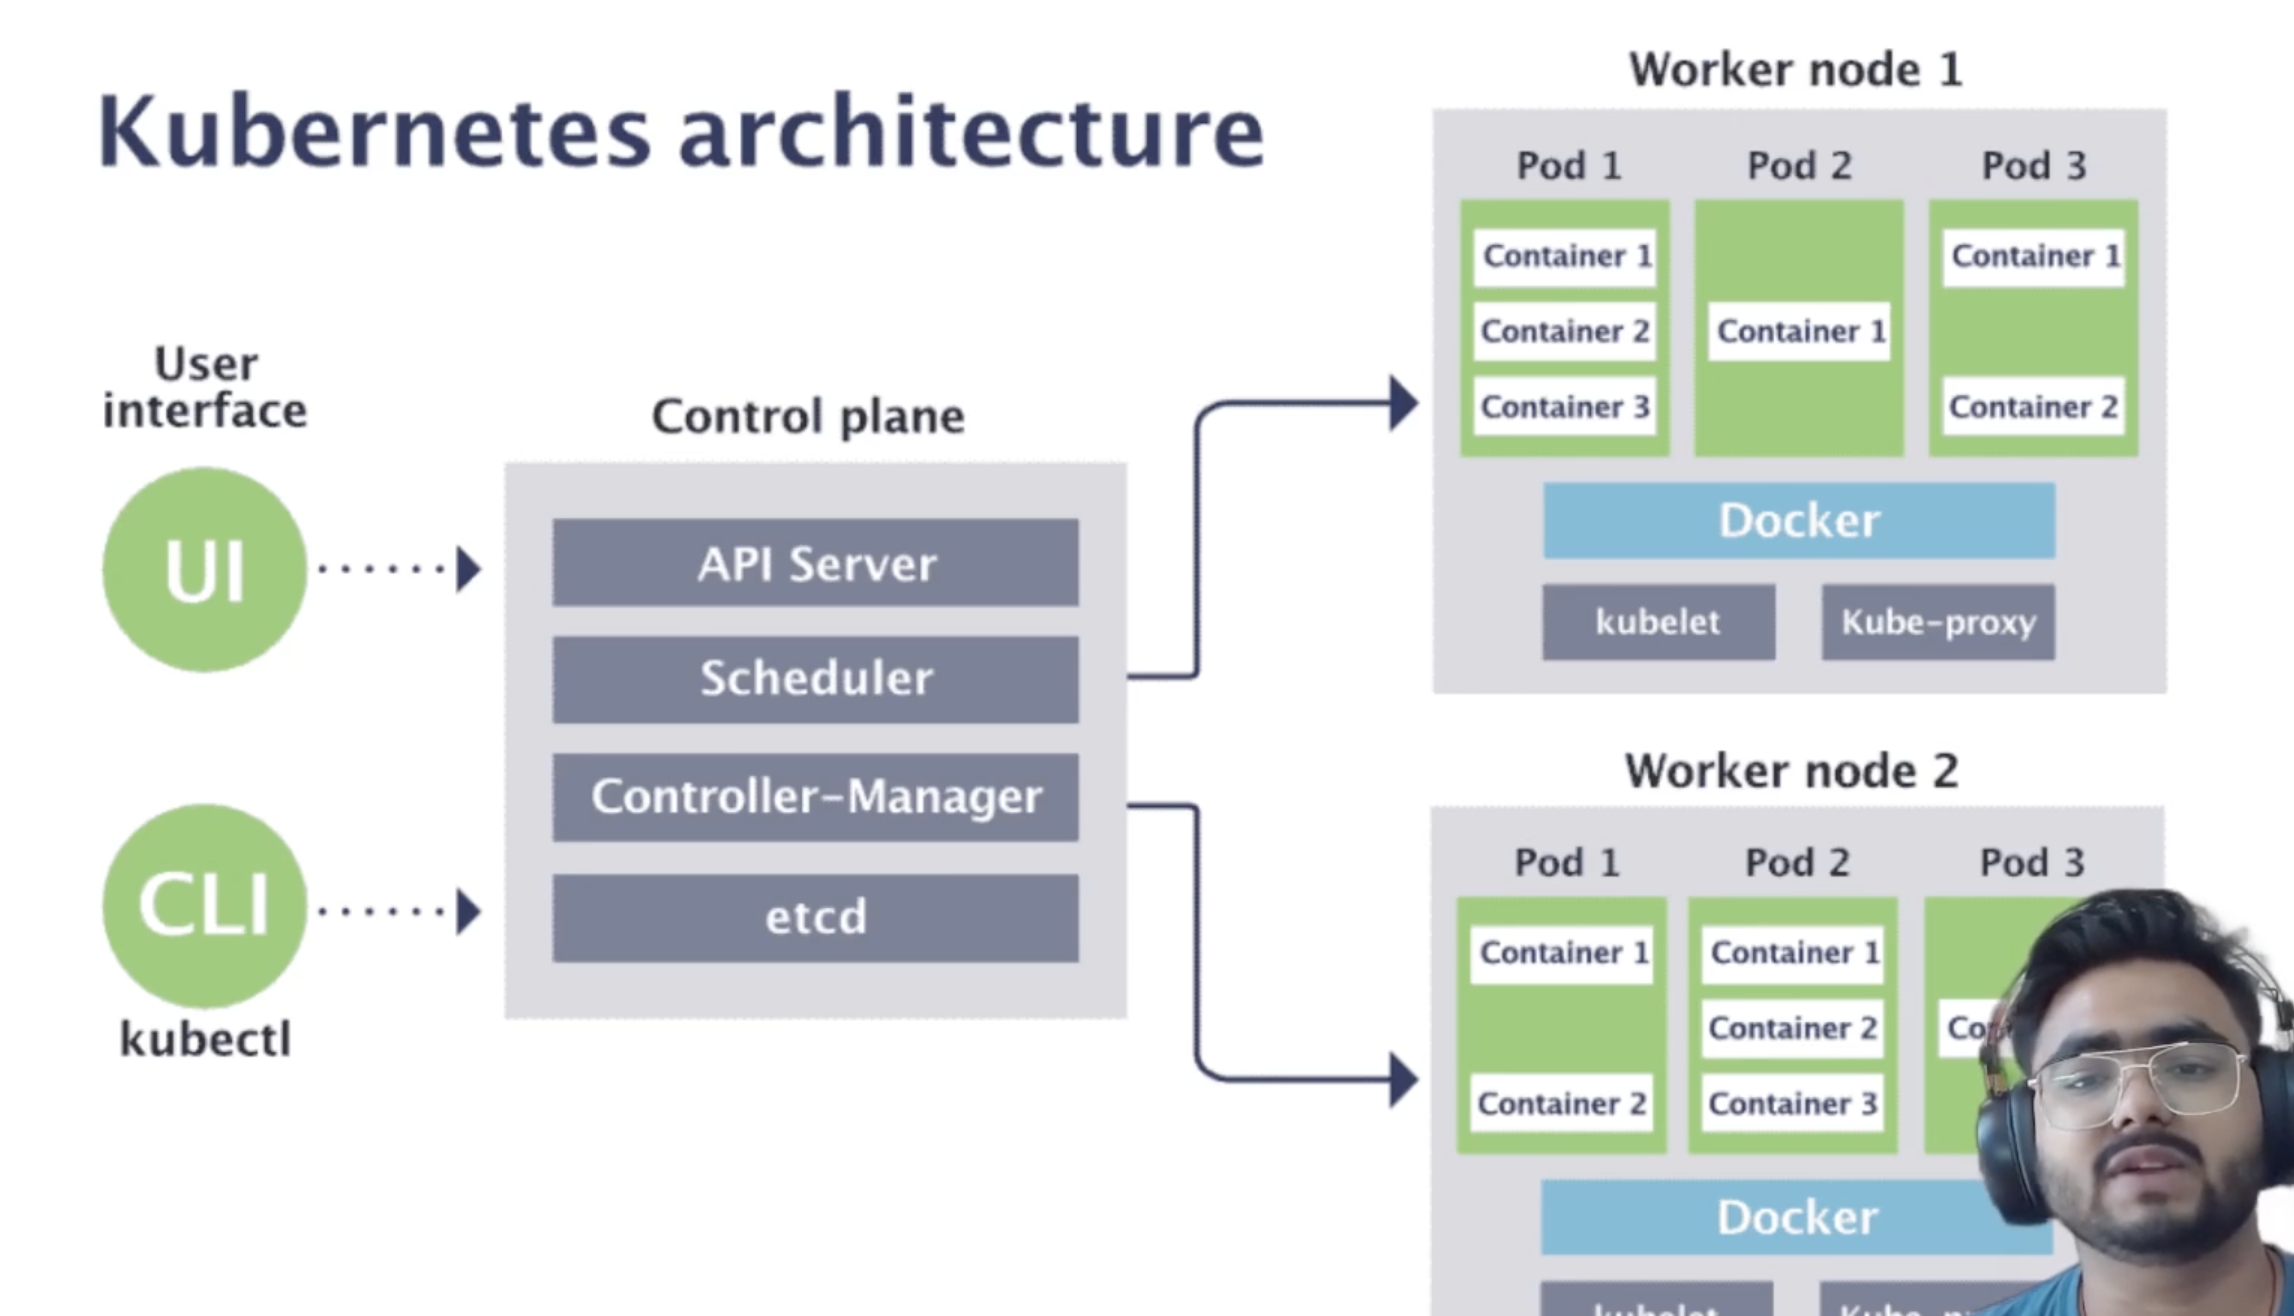 Kubernetes architecture
User
interface
UI
CLI
kubectl
Control plane
API Server
Scheduler
Controller-Manager
etcd
Worker node 1
Pod 1
Container 1
Container 2
Container 3
Pod 2
Container 1
Pod 3
Container 1
Container 2
Docker
kubelet
Kube-proxy
Worker node 2
Pod 1
Container 1
Container 2
Pod 2
Container 1
Container 2
Container 3
Pod 3
Docker
kubelet